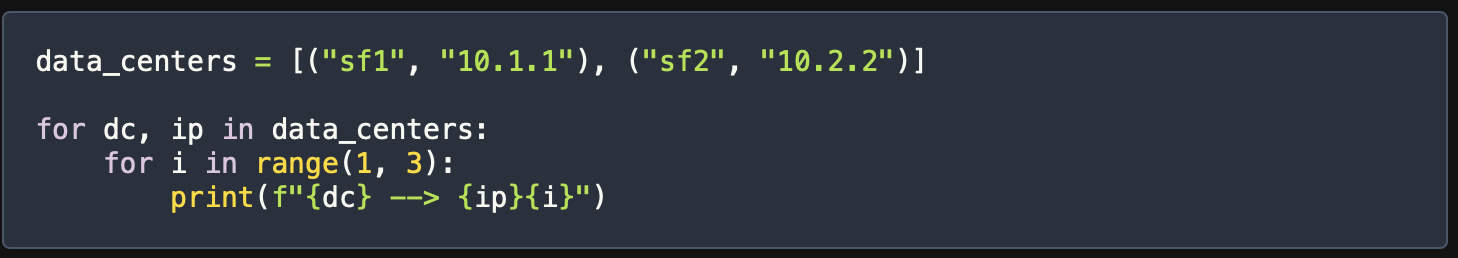 data_centers = [("sf1", "10.1.1"), ("sf2", "10.2.2")]

for dc, ip in data_centers:
    for i in range(1, 3):
        print(f"{dc} --> {ip}{i}")